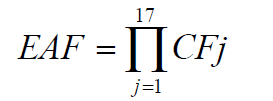 17
EAF = ∏ CFj
j=1